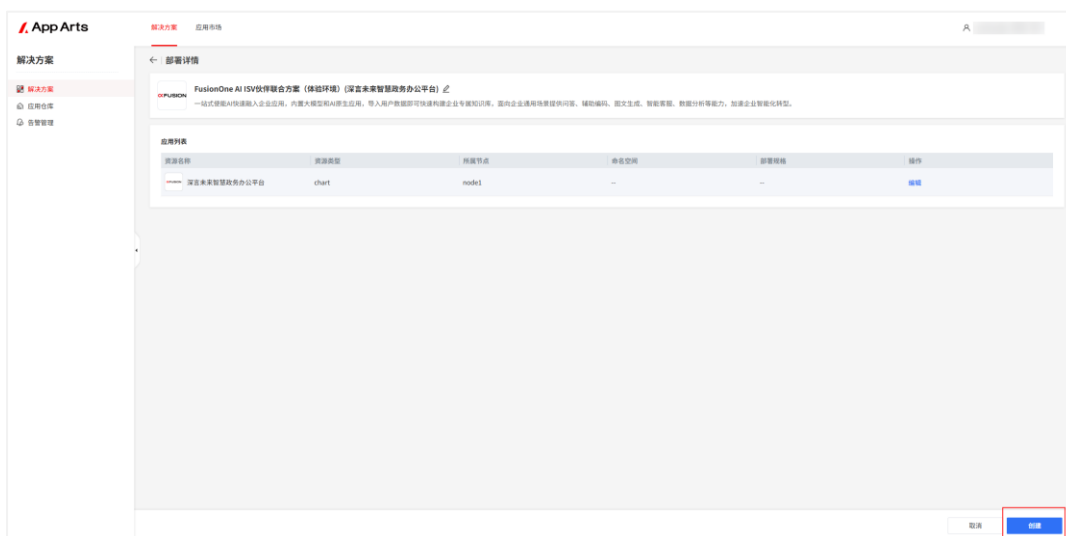 App Arts
解决方案 应用市场
解决方案
部署详情
解决方案
应用仓库
告警管理
FUSION
FusionOne AI ISV伙伴联合方案（体验环境）(深言未来智慧政务办公平台)
一站式使能AI快速融入企业应用，内置大模型和AI原生应用，导入用户数据即可快速构建企业专属知识库，面向企业通用场景提供问答、辅助编码、图文生成、智能客服、数据分析等能力，加速企业智能化转型。
应用列表
资源名称 资源类型 所属节点 命名空间 部署规格 操作
深言未来智慧政务办公平台 chart node1 -- -- 编辑
取消 创建